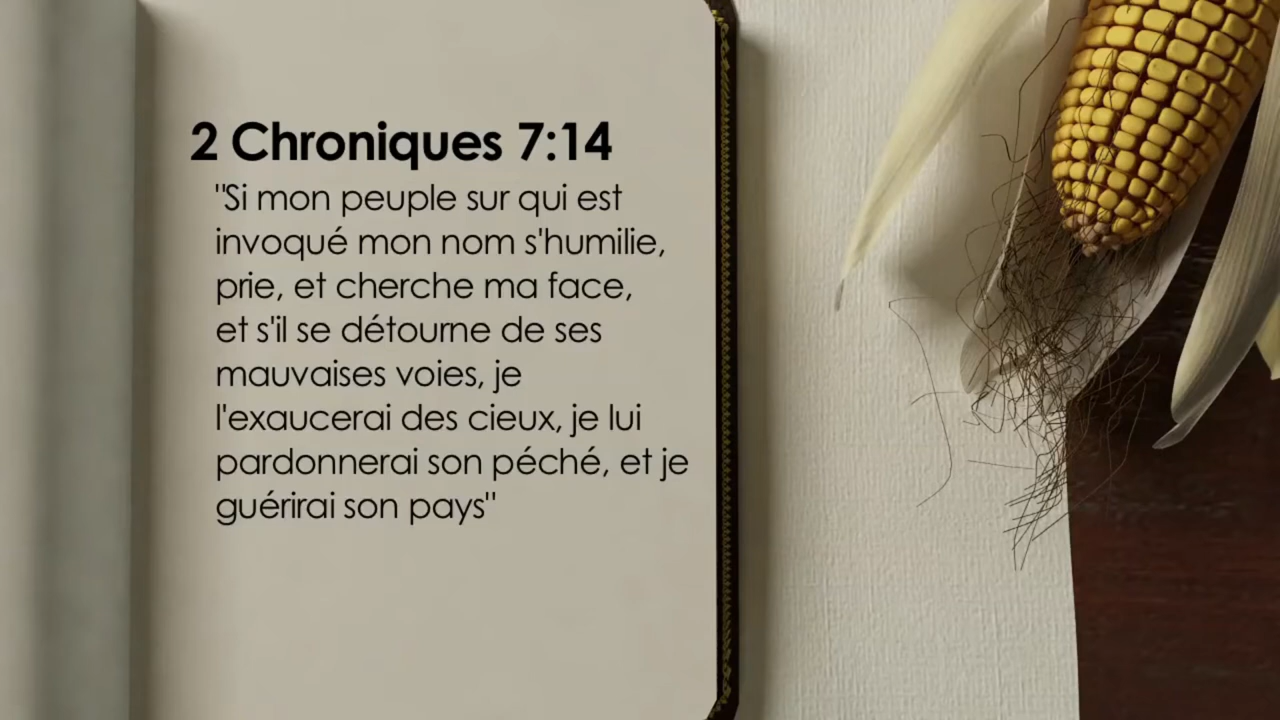 2 Chroniques 7:14
"Si mon peuple sur qui est
invoqué mon nom s'humilie,
prie, et cherche ma face,
et s'il se détourne de ses
mauvaises voies, je
l'exaucerai des cieux, je lui
pardonnerai son péché, et je
guérirai son pays"